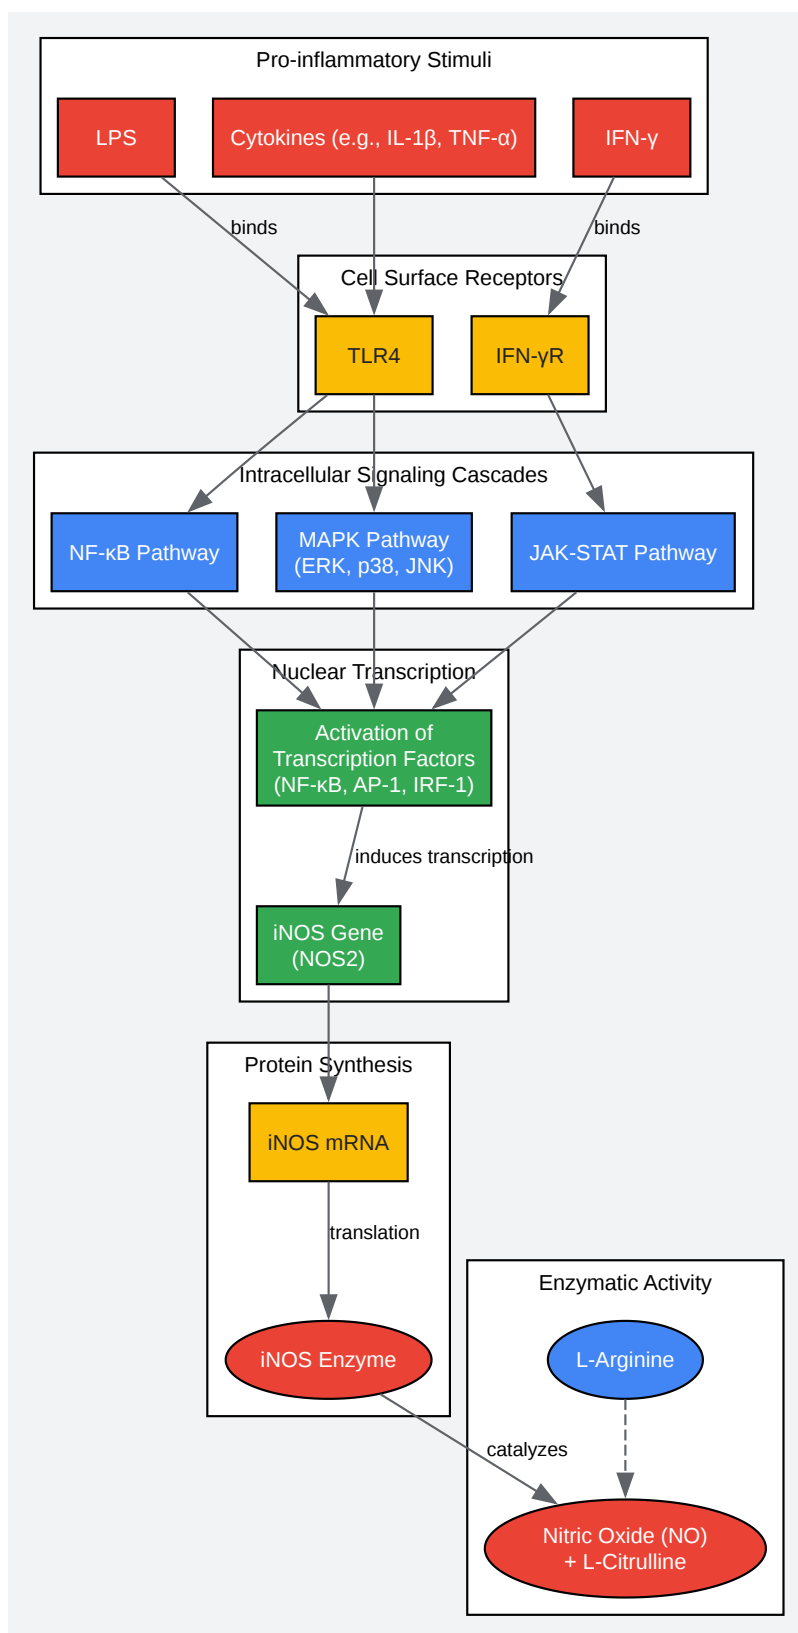 Pro-inflammatory Stimuli
LPS
Cytokines (e.g., IL-1β, TNF-α)
IFN-γ
binds
binds
Cell Surface Receptors
TLR4
IFN-γR
Intracellular Signaling Cascades
NF-κB Pathway
MAPK Pathway
(ERK, p38, JNK)
JAK-STAT Pathway
Nuclear Transcription
Activation of
Transcription Factors
(NF-κB, AP-1, IRF-1)
induces transcription
iNOS Gene
(NOS2)
Protein Synthesis
iNOS mRNA
translation
iNOS Enzyme
Enzymatic Activity
L-Arginine
catalyzes
Nitric Oxide (NO)
+ L-Citrulline